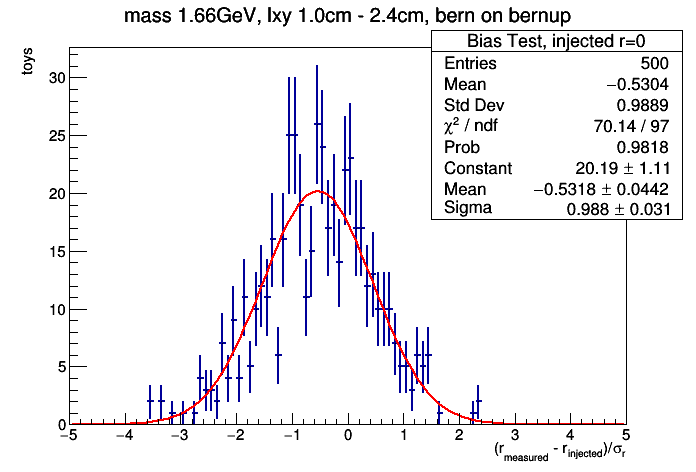 mass 1.66GeV, lxy 1.0cm - 2.4cm, bern on bernup
toys
Bias Test, injected r=0
Entries 500
Mean −0.5304
Std Dev 0.9889
χ² / ndf 70.14 / 97
Prob 0.9818
Constant 20.19 ± 1.11
Mean −0.5318 ± 0.0442
Sigma 0.988 ± 0.031
30
25
20
15
10
5
0
−5 −4 −3 −2 −1 0 1 2 3 4 5
(r_measured - r_injected)/σ_r